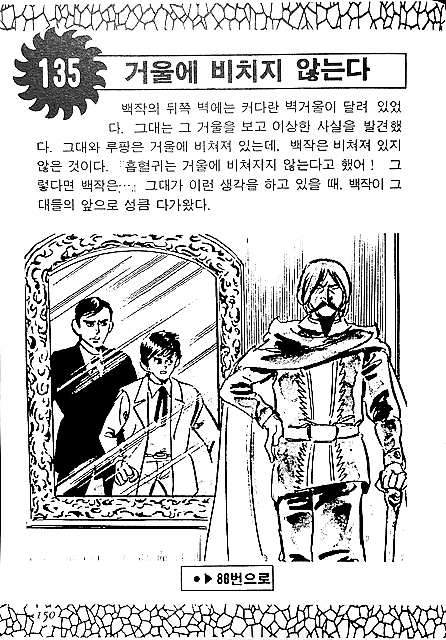 135 거울에 비치지 않는다
백작의 뒤쪽 벽에는 커다란 벽거울이 달려 있었
다. 그대는 그 거울을 보고 이상한 사실을 발견했
다. 그대와 루팡은 거울에 비쳐져 있는데, 백작은 비쳐져 있지
않은 것이다. 『흡혈귀는 거울에 비쳐지지 않는다고 했어! 그
렇다면 백작은…』 그대가 이런 생각을 하고 있을 때, 백작이 그
대들의 앞으로 성큼 다가왔다.
●▶88번으로
150